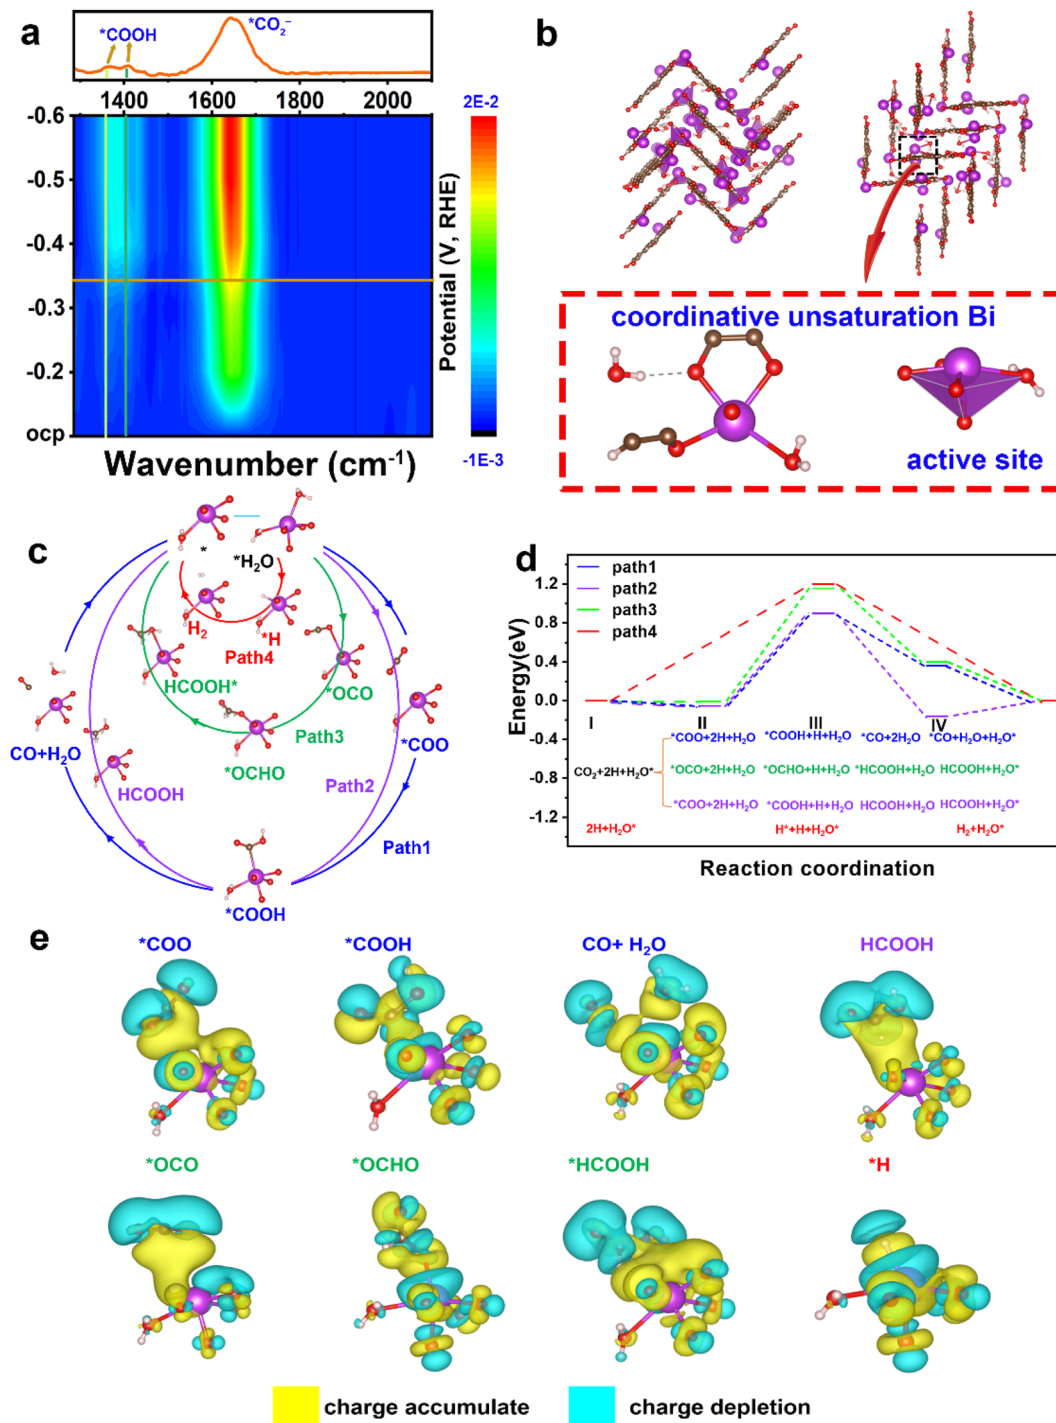 a
*COOH
*CO₂⁻
1400 1600 1800 2000
-0.6
-0.5
-0.4
-0.3
-0.2
ocp
Wavenumber (cm⁻¹)
Potential (V, RHE)
2E-2
-1E-3
b
coordinative unsaturation Bi
active site
c
*
*H₂O
H₂
*H
Path4
HCOOH*
*OCO
Path3
*OCHO
CO+H₂O
*COO
HCOOH
Path2
Path1
*COOH
d
path1
path2
path3
path4
Energy(eV)
1.2
0.8
0.4
0.0
-0.4
-0.8
-1.2
I II III IV
*COO+2H+H₂O *COOH+H+H₂O *CO+2H₂O *CO+H₂O+H₂O*
CO₂+2H+H₂O* *OCO+2H+H₂O *OCHO+H+H₂O *HCOOH+H₂O HCOOH+H₂O*
*COO+2H+H₂O *COOH+H+H₂O HCOOH+H₂O HCOOH+H₂O*
2H+H₂O* H*+H+H₂O* H₂+H₂O*
Reaction coordination
e
*COO *COOH CO+ H₂O HCOOH
*OCO *OCHO *HCOOH *H
charge accumulate charge depletion